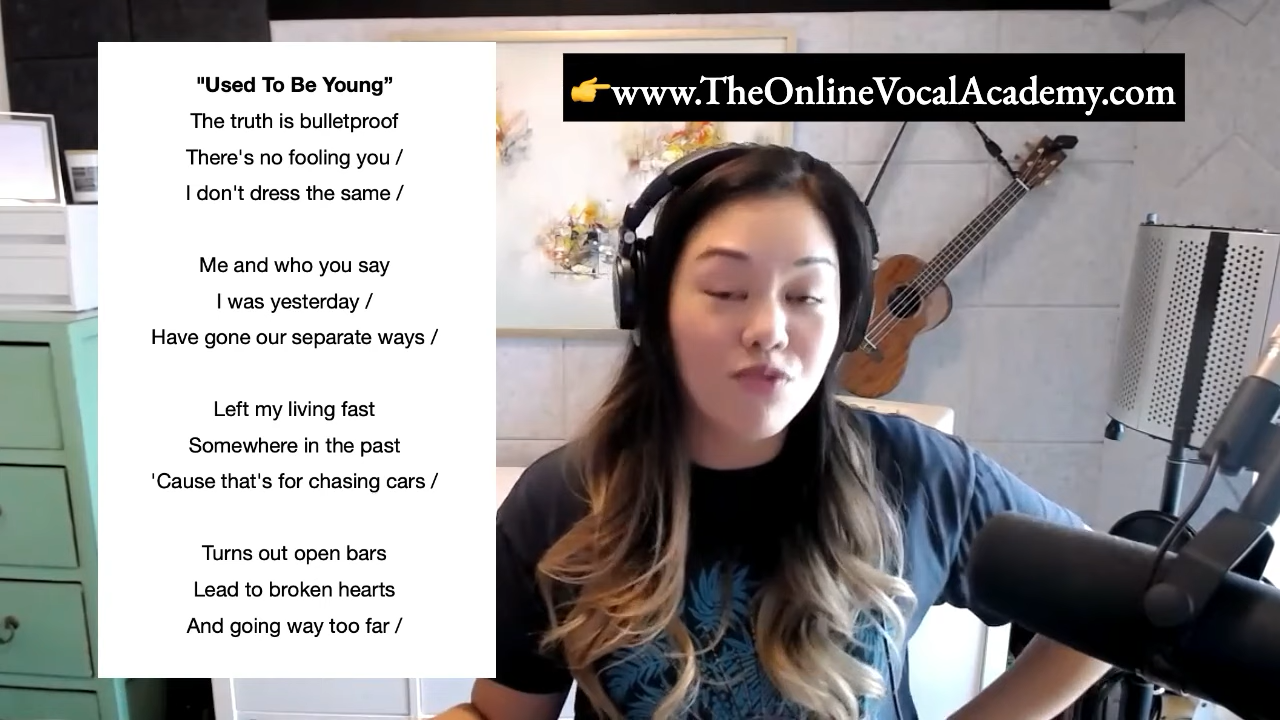 "Used To Be Young”
The truth is bulletproof
There's no fooling you /
I don't dress the same /
Me and who you say
I was yesterday /
Have gone our separate ways /
Left my living fast
Somewhere in the past
'Cause that's for chasing cars /
Turns out open bars
Lead to broken hearts
And going way too far /
👉www.TheOnlineVocalAcademy.com